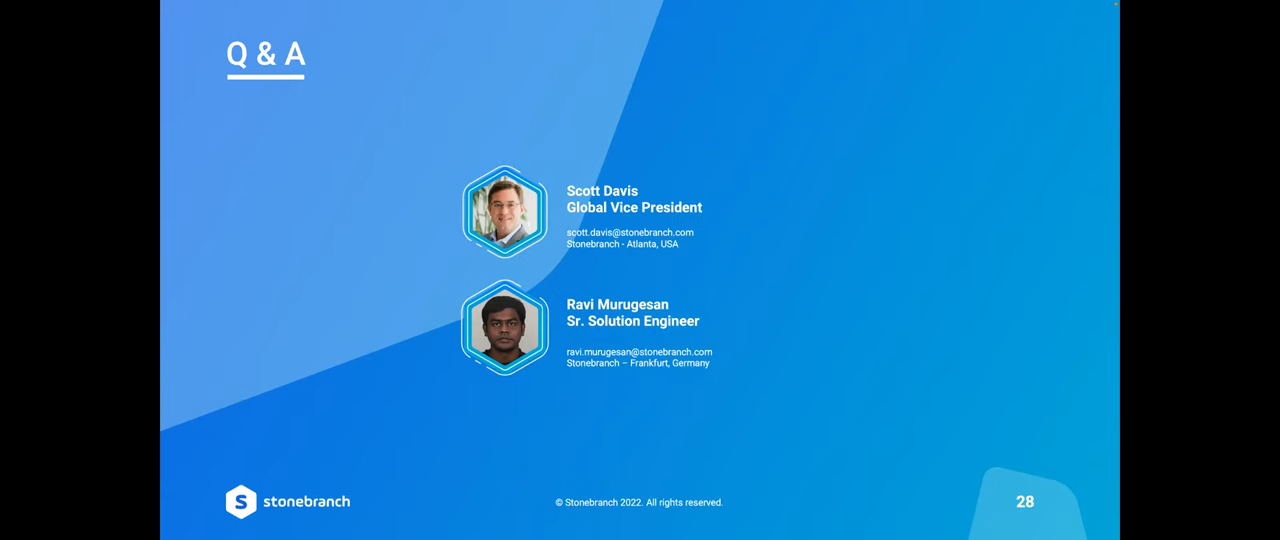 Q & A
Scott Davis
Global Vice President
scott.davis@stonebranch.com
Stonebranch - Atlanta, USA
Ravi Murugesan
Sr. Solution Engineer
ravi.murugesan@stonebranch.com
Stonebranch – Frankfurt, Germany
S stonebranch
© Stonebranch 2022. All rights reserved.
28